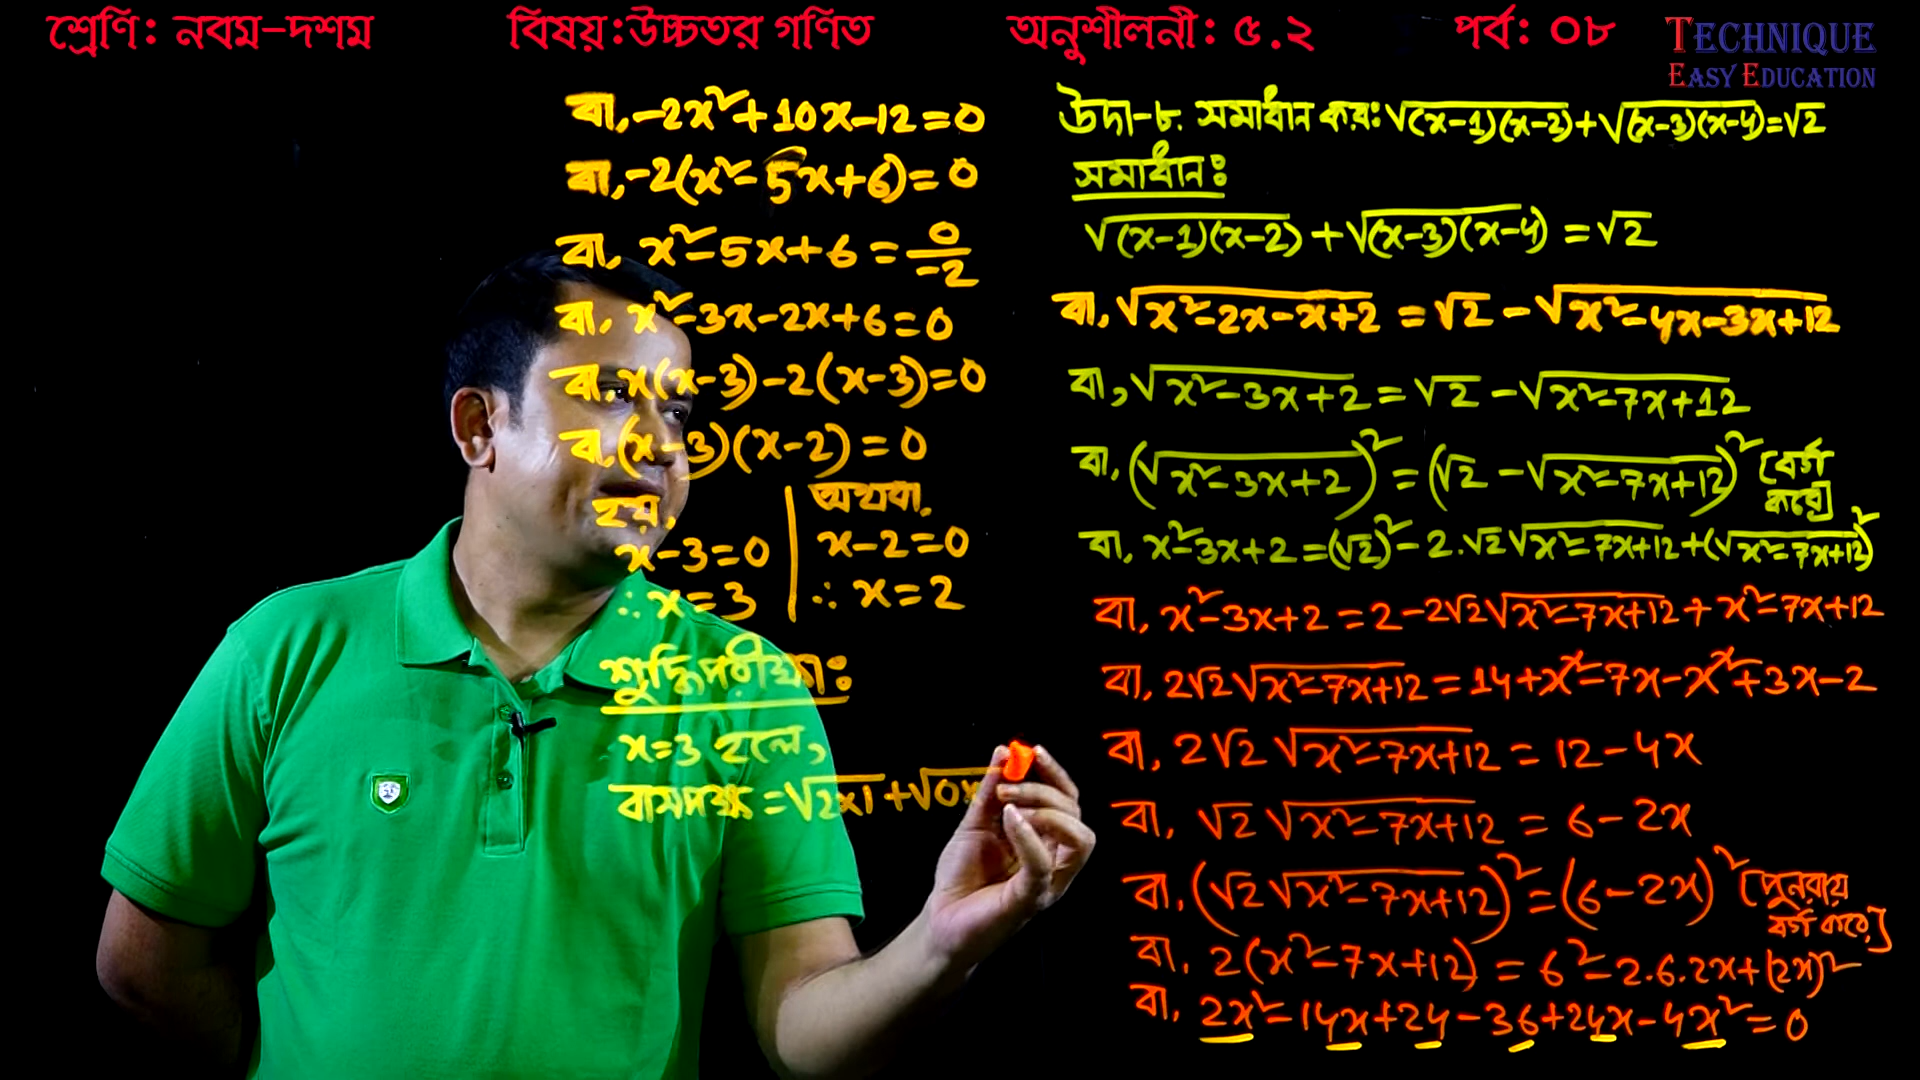 শ্রেণি: নবম-দশম বিষয়:উচ্চতর গণিত অনুশীলনী: ৫.২ পর্ব: ০৮
TECHNIQUE
EASY EDUCATION
উদা-৮. সমাধান কর: √(x-1)(x-2)+√(x-3)(x-4)=√2
সমাধান:
√(x-1)(x-2) + √(x-3)(x-4) = √2
বা, √x²-2x-x+2 = √2 - √x²-4x-3x+12
বা, √x²-3x+2 = √2 - √x²-7x+12
বা, (√x²-3x+2)² = (√2 - √x²-7x+12)² [বর্গ করে]
বা, x²-3x+2 = (√2)² - 2.√2√x²-7x+12 + (√x²-7x+12)²
বা, x²-3x+2 = 2-2√2√x²-7x+12 + x²-7x+12
বা, 2√2√x²-7x+12 = 14+x²-7x-x²+3x-2
বা, 2√2 √x²-7x+12 = 12-4x
বা, √2 √x²-7x+12 = 6-2x
বা, (√2 √x²-7x+12)² = (6-2x)² [পুনরায় বর্গ করে,]
বা, 2(x²-7x+12) = 6²-2.6.2x+(2x)²
বা, 2x²-14x+24-36+24x-4x²=0
বা, -2x²+10x-12=0
বা, -2(x²-5x+6)=0
বা, x²-5x+6 = 0/-2
বা, x²-3x-2x+6=0
বা, x(x-3)-2(x-3)=0
বা, (x-3)(x-2)=0
হয়, অথবা,
x-3=0 x-2=0
∴ x=3 ∴ x=2
শুদ্ধিপরীক্ষা:
x=3 হলে,
বামপক্ষ = √2x1 + √0x